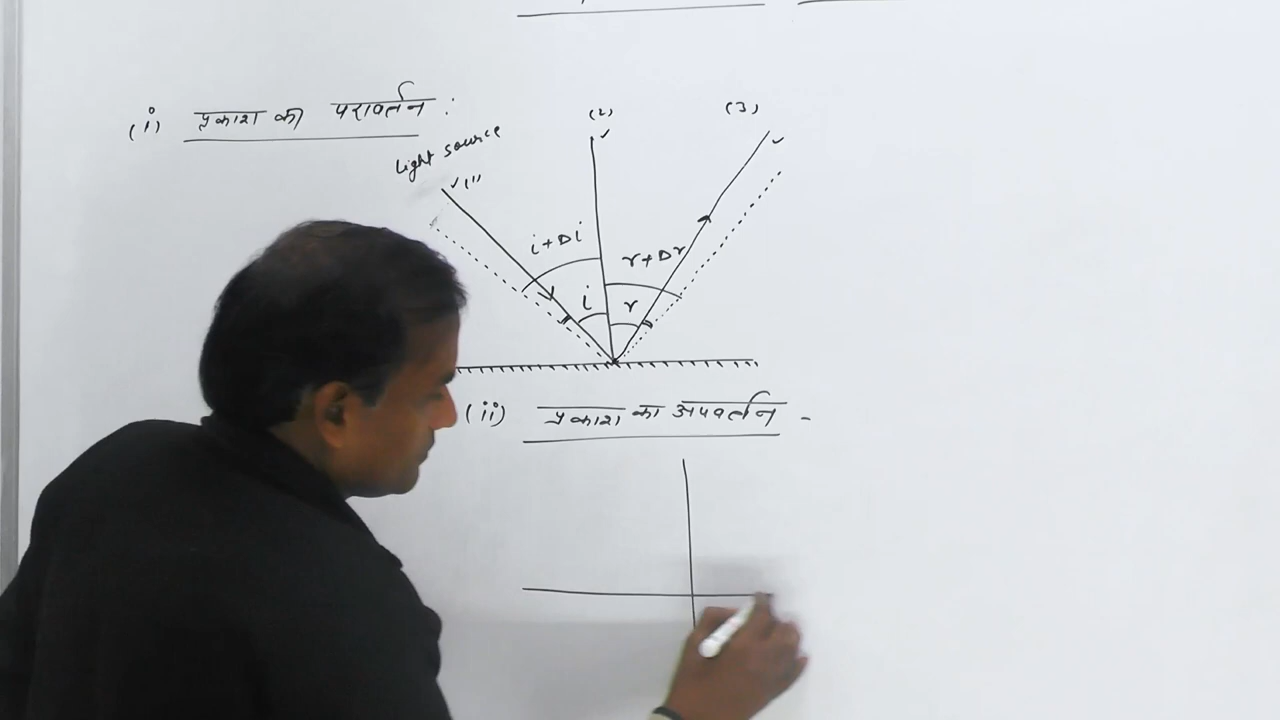 (i) प्रकाश का परावर्तन :
Light source
(1)
(2)
(3)
i + Δi
r + Δr
i
r
(ii) प्रकाश का अपवर्तन -